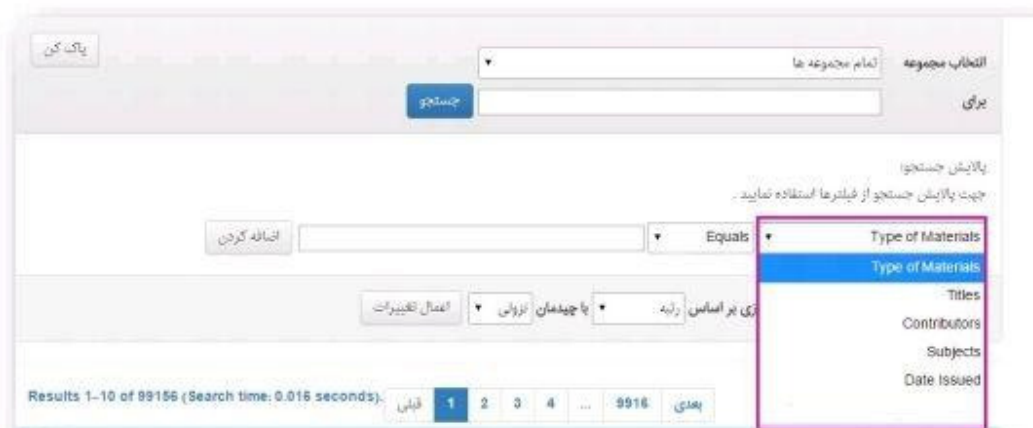 پاک کن
انتخاب مجموعه تمام مجموعه ها
برای جستجو
پالایش جستجو:
جهت پالایش جستجو از فیلترها استفاده نمایید .
Type of Materials Equals اضافه کردن
Type of Materials
Titles
Contributors
Subjects
Date Issued
بر اساس رتبه با چیدمان نزولی اعمال تغییرات
Results 1-10 of 99156 (Search time: 0.016 seconds). قبلی 1 2 3 4 ... 9916 بعدی